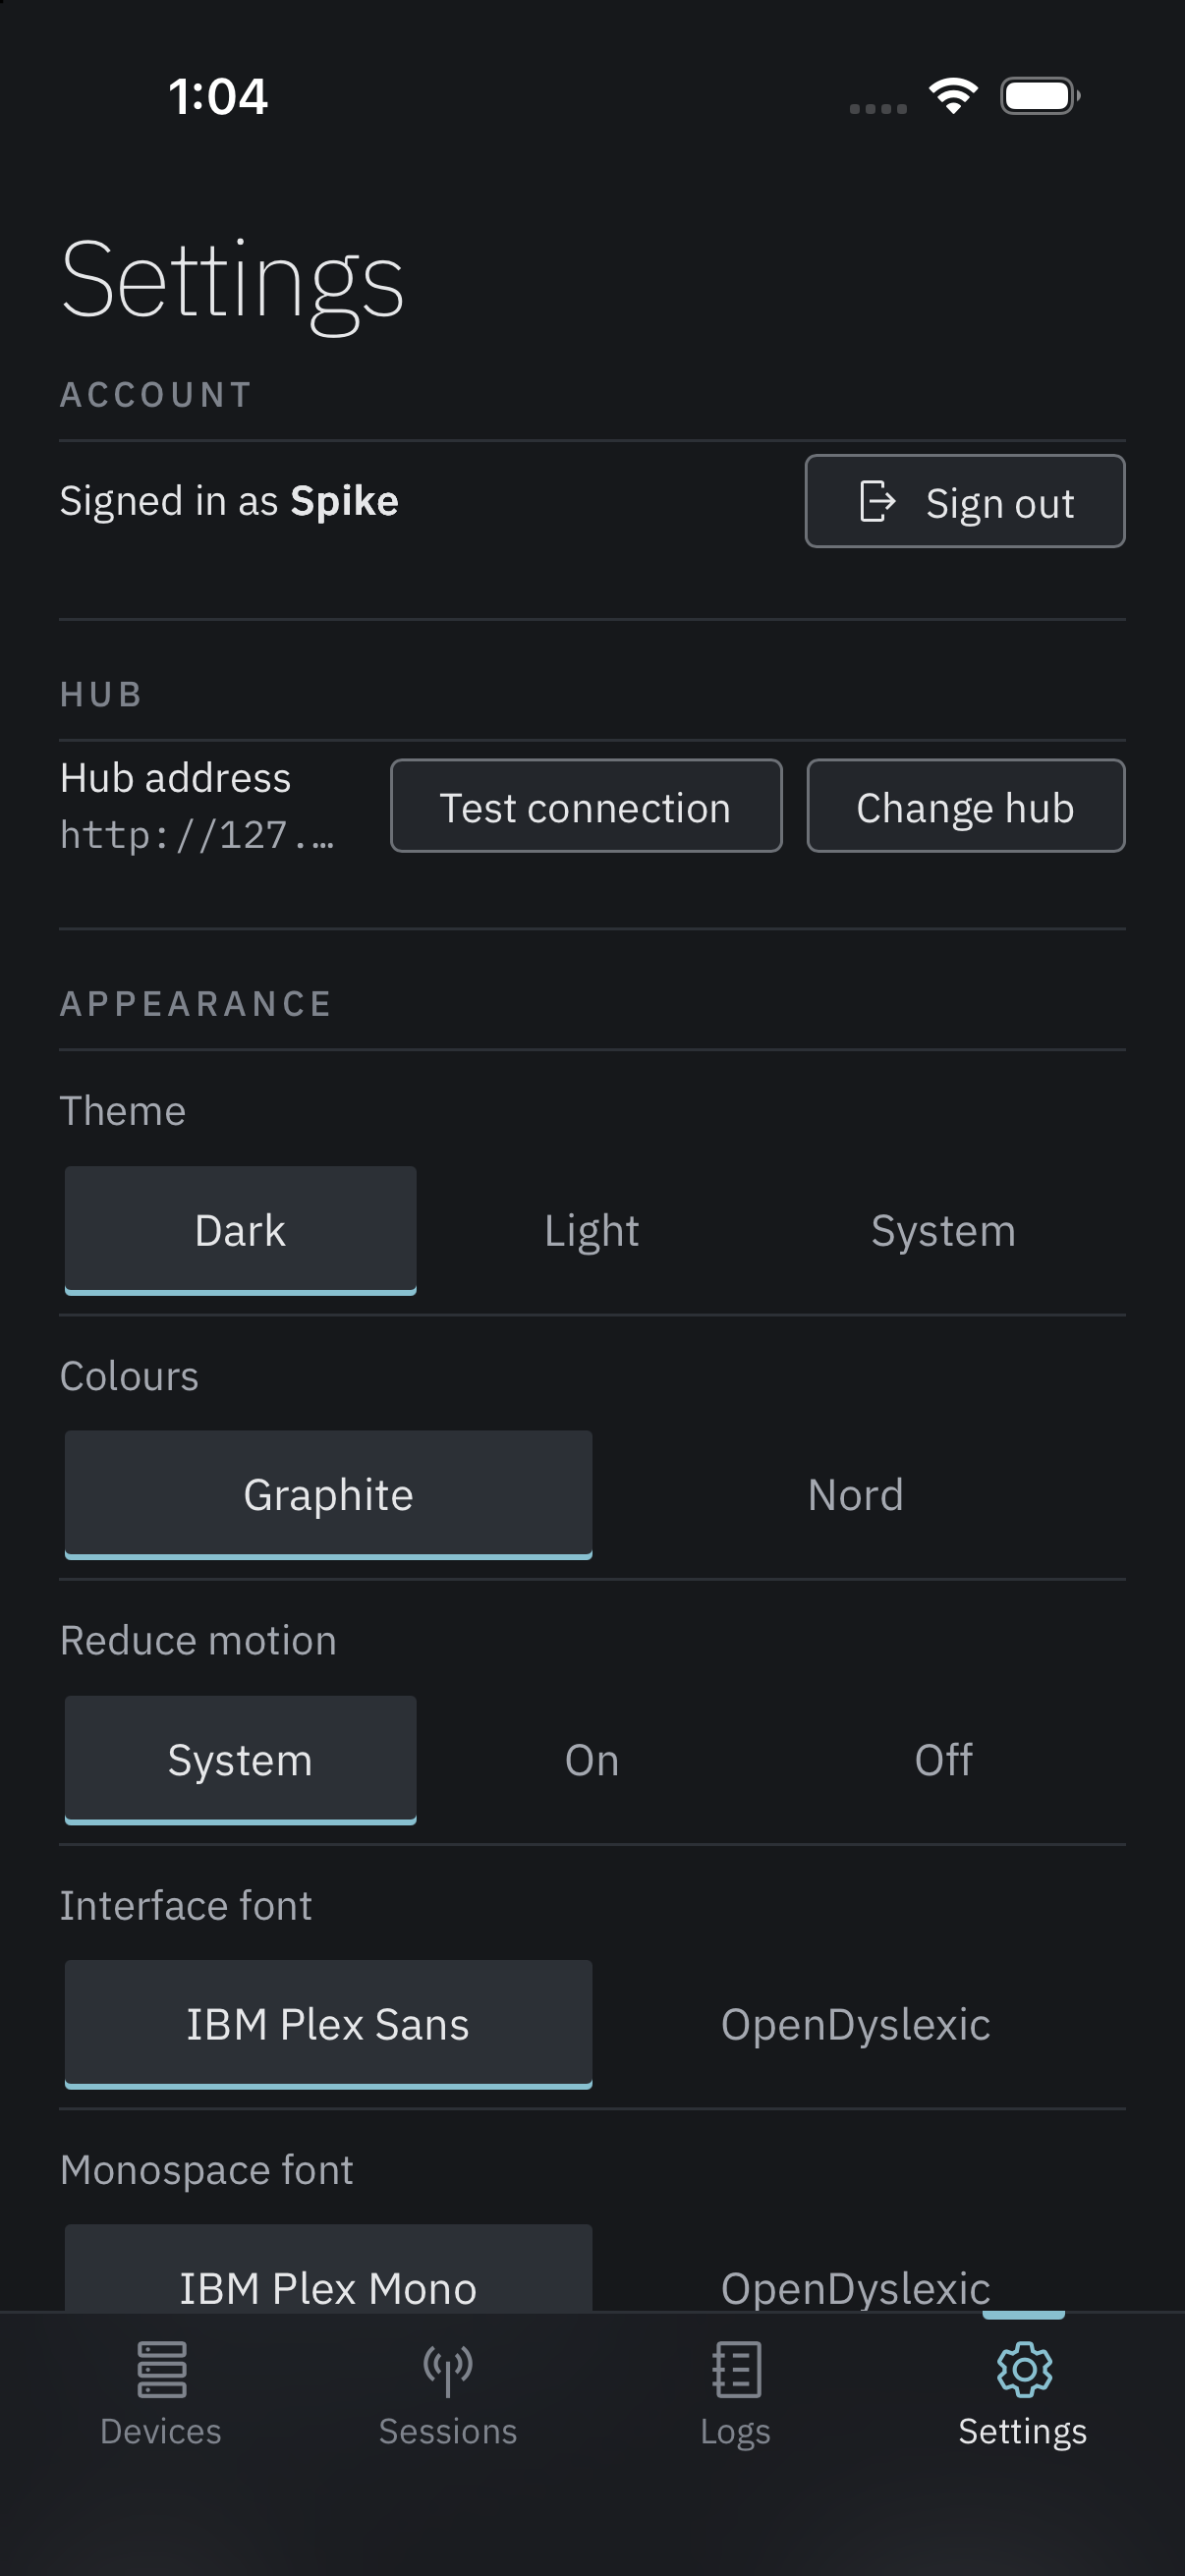 1:04
Settings
ACCOUNT
Signed in as Spike
Sign out
HUB
Hub address
http://127.…
Test connection
Change hub
APPEARANCE
Theme
Dark
Light
System
Colours
Graphite
Nord
Reduce motion
System
On
Off
Interface font
IBM Plex Sans
OpenDyslexic
Monospace font
IBM Plex Mono
OpenDyslexic
Devices
Sessions
Logs
Settings